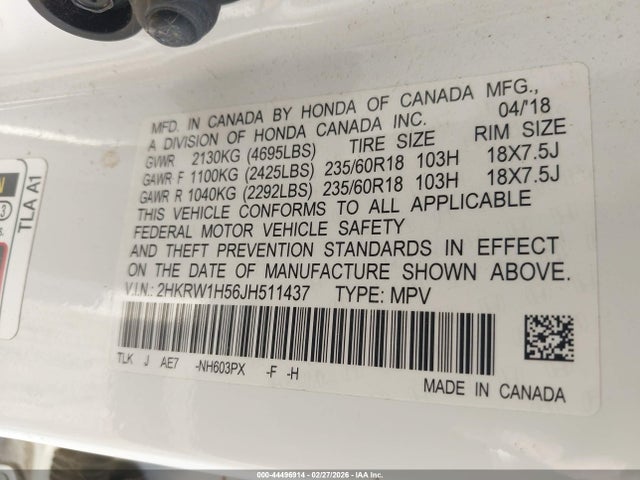 MFD. IN CANADA BY HONDA OF CANADA MFG.,
A DIVISION OF HONDA CANADA INC. 04/'18
GVWR 2130KG (4695LBS) TIRE SIZE RIM SIZE
GAWR F 1100KG (2425LBS) 235/60R18 103H 18X7.5J
GAWR R 1040KG (2292LBS) 235/60R18 103H 18X7.5J
THIS VEHICLE CONFORMS TO ALL APPLICABLE
FEDERAL MOTOR VEHICLE SAFETY
AND THEFT PREVENTION STANDARDS IN EFFECT
ON THE DATE OF MANUFACTURE SHOWN ABOVE.
V.I.N.: 2HKRW1H56JH511437 TYPE: MPV
TLK J AE7 -NH603PX -F -H
MADE IN CANADA
TLA A1
000-44496914 - 02/27/2026 - IAA Inc.